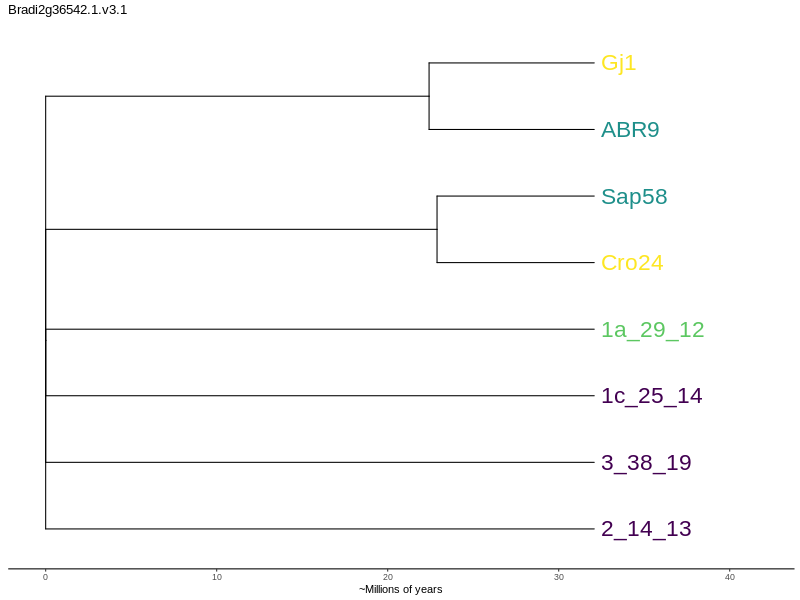 Bradi2g36542.1.v3.1
Gj1
ABR9
Sap58
Cro24
1a_29_12
1c_25_14
3_38_19
2_14_13
0 10 20 30 40
~Millions of years